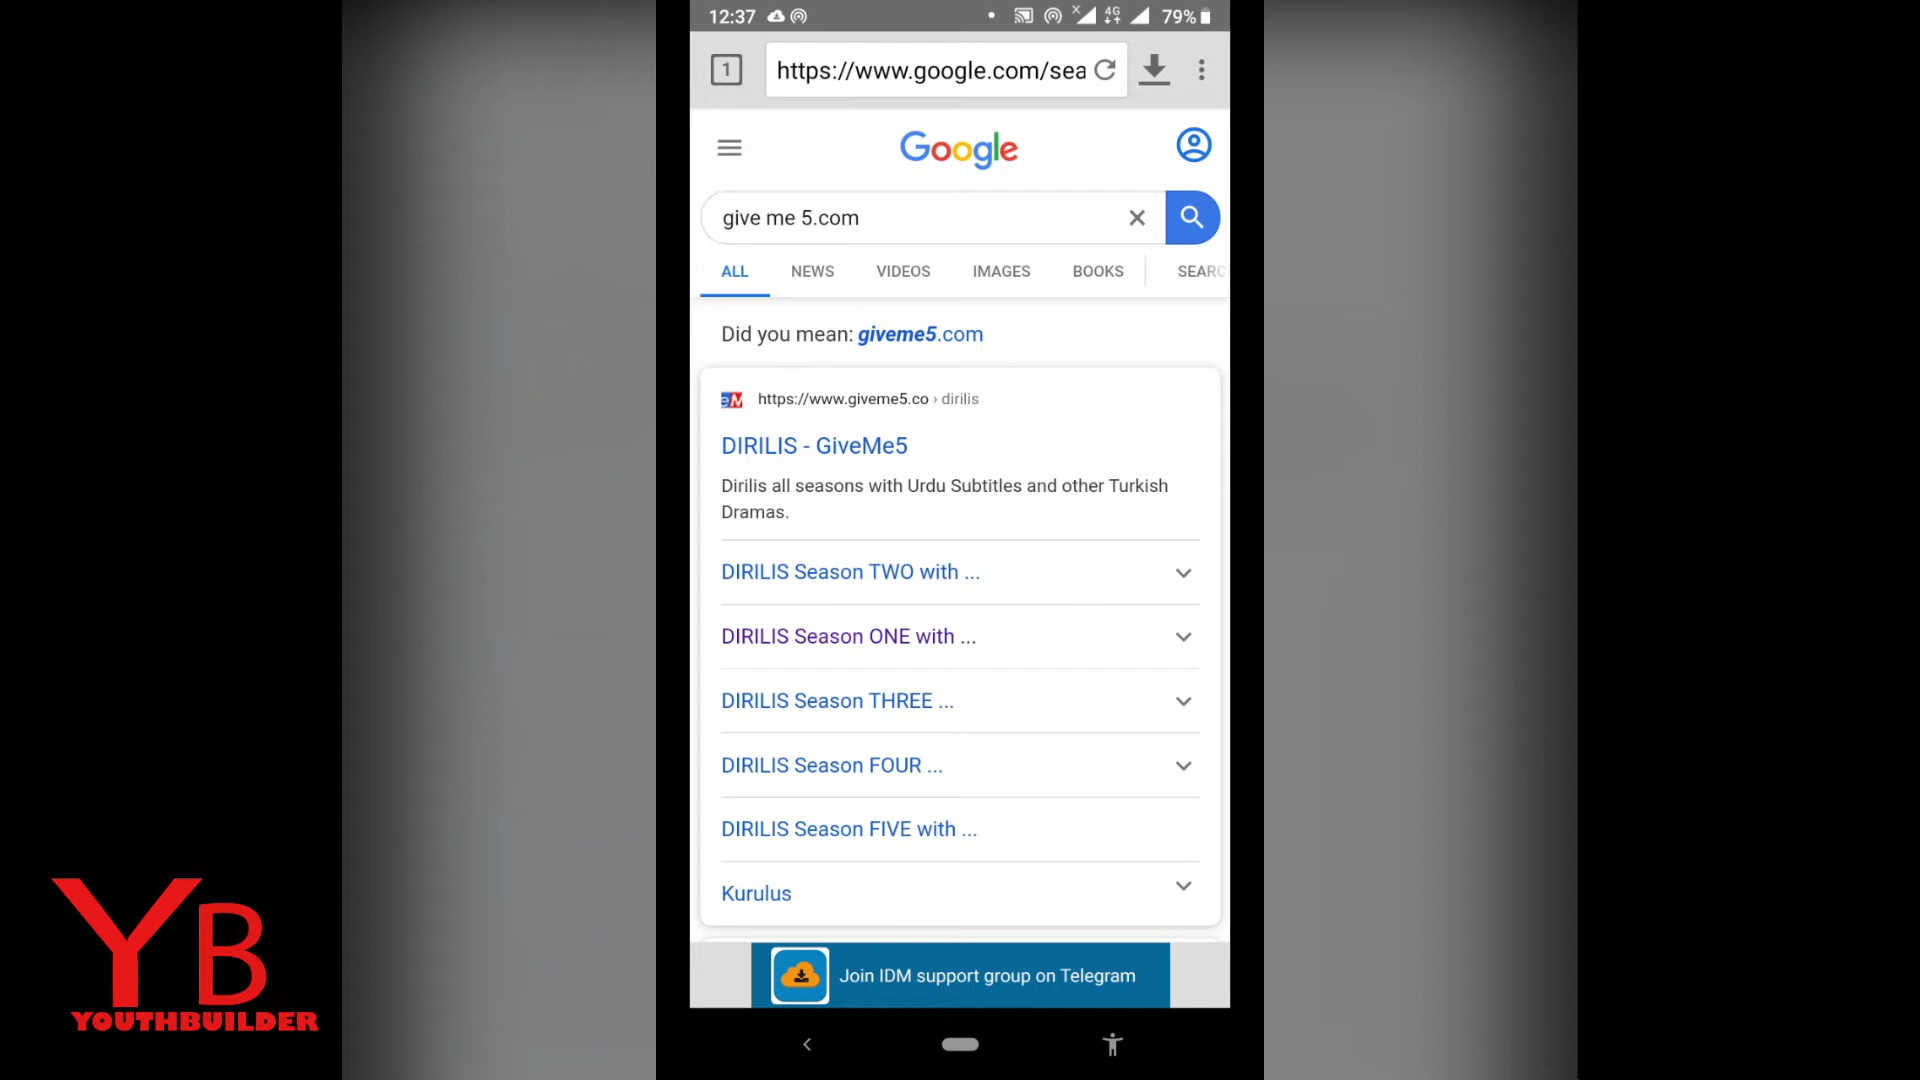 12:37
4G
79%
1
https://www.google.com/sea
Google
give me 5.com
ALL NEWS VIDEOS IMAGES BOOKS SEARC
Did you mean: giveme5.com
eM https://www.giveme5.co › dirilis
DIRILIS - GiveMe5
Dirilis all seasons with Urdu Subtitles and other Turkish
Dramas.
DIRILIS Season TWO with ...
DIRILIS Season ONE with ...
DIRILIS Season THREE ...
DIRILIS Season FOUR ...
DIRILIS Season FIVE with ...
Kurulus
Join IDM support group on Telegram
YB
YOUTHBUILDER